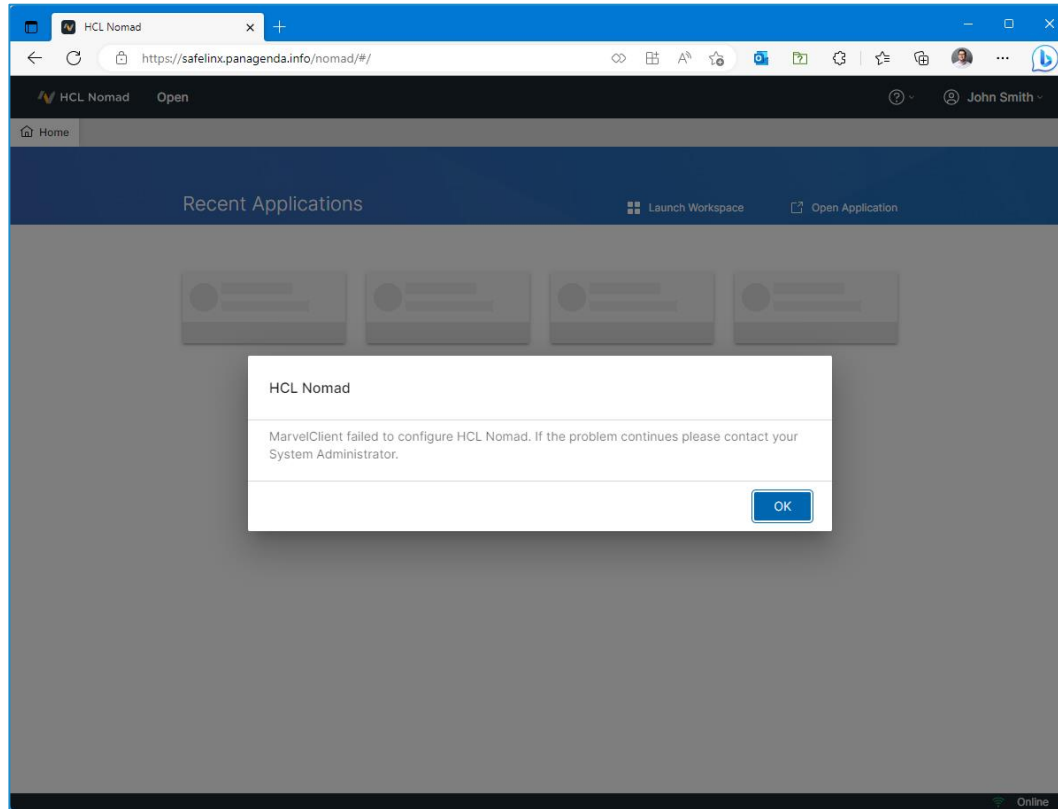 HCL Nomad
https://safelinx.panagenda.info/nomad/#/
HCL Nomad Open John Smith
Home
Recent Applications Launch Workspace Open Application
HCL Nomad
MarvelClient failed to configure HCL Nomad. If the problem continues please contact your
System Administrator.
OK
Online